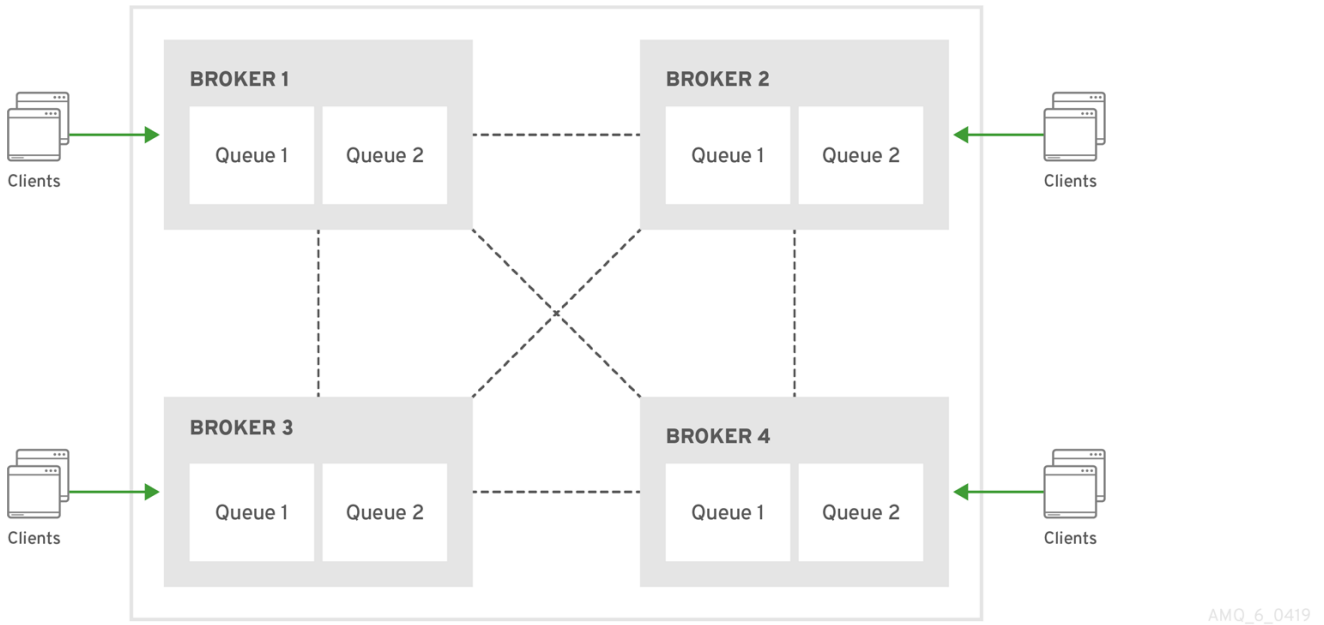 BROKER 1
BROKER 2
Queue 1
Queue 2
Queue 1
Queue 2
Clients
Clients
BROKER 3
BROKER 4
Queue 1
Queue 2
Queue 1
Queue 2
Clients
Clients
AMQ_6_0419